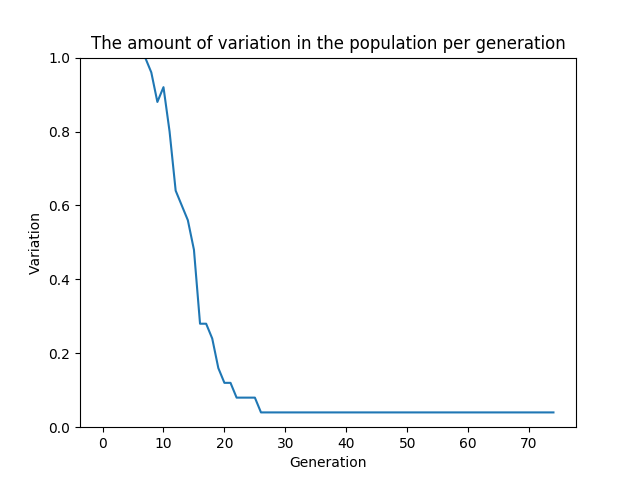 The amount of variation in the population per generation
1.0
0.8
0.6
0.4
0.2
0.0
Variation
0 10 20 30 40 50 60 70
Generation